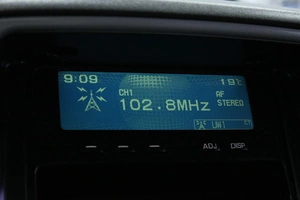 9:09 19℃
CH1 AF
102.8MHz STEREO
ADJ DISP